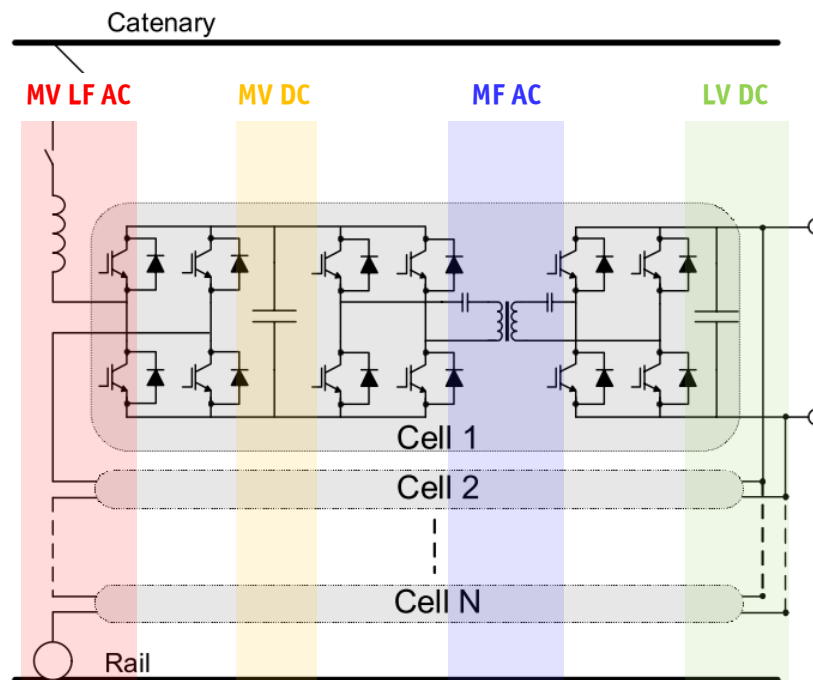 Catenary
MV LF AC
MV DC
MF AC
LV DC
Cell 1
Cell 2
Cell N
Rail